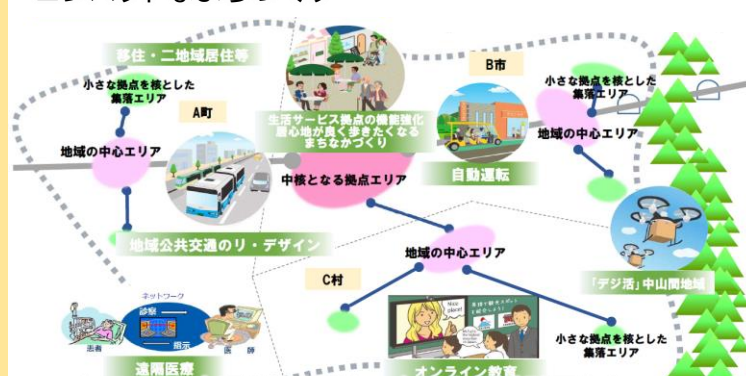 移住・二地域居住等
小さな拠点を核とした
集落エリア
A町
地域の中心エリア
生活サービス拠点の機能強化
居心地が良く歩きたくなる
まちなかづくり
中核となる拠点エリア
B市
小さな拠点を核とした
集落エリア
地域の中心エリア
自動運転
地域公共交通のリ・デザイン
C村
地域の中心エリア
「デジ活」中山間地域
小さな拠点を核とした
集落エリア
ネットワーク
診察
指示
患者
医師
遠隔医療
オンライン教育